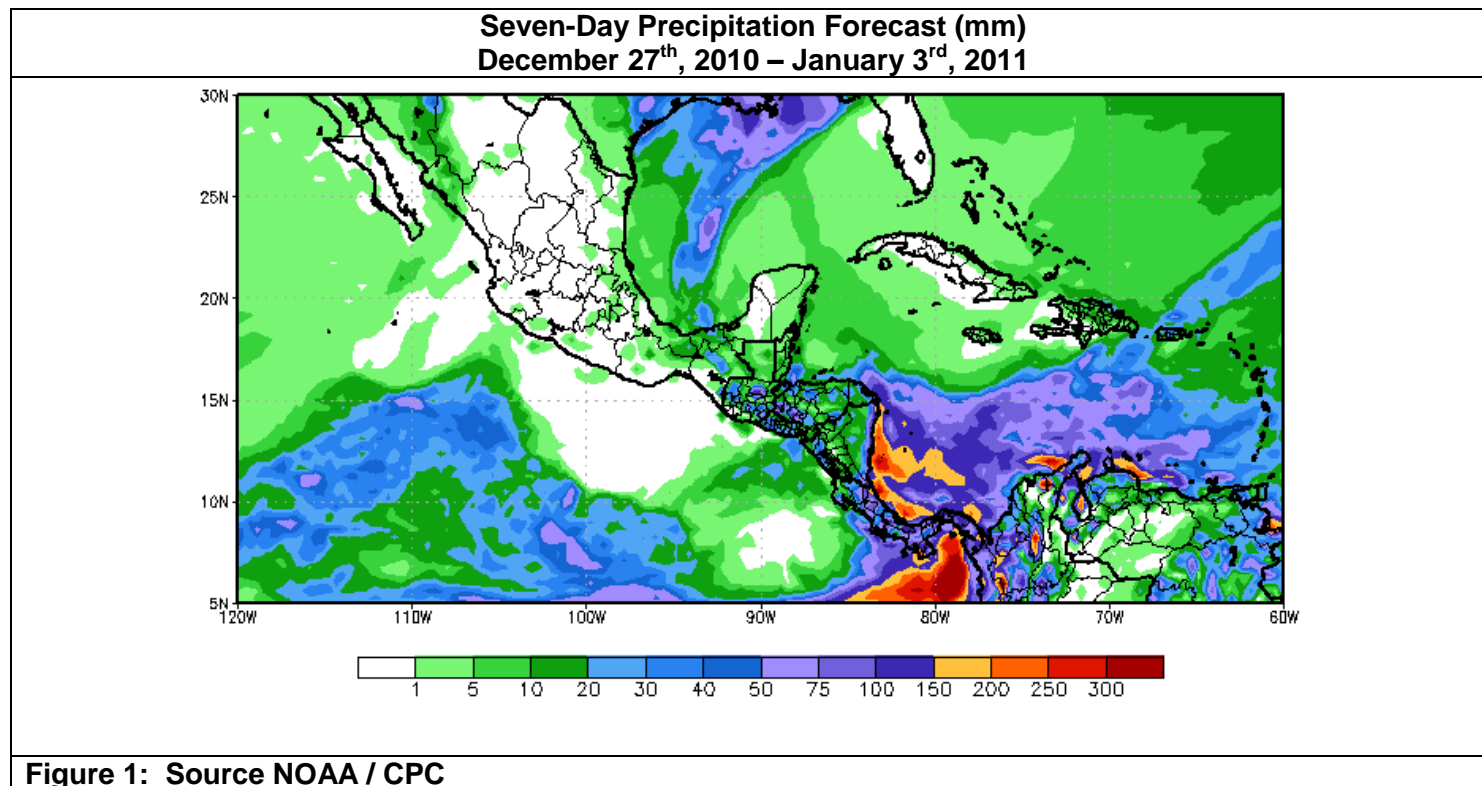 Seven-Day Precipitation Forecast (mm)
December 27th, 2010 – January 3rd, 2011
30N
25N
20N
15N
10N
5N
120W 110W 100W 90W 80W 70W 60W
1 5 10 20 30 40 50 75 100 150 200 250 300
Figure 1: Source NOAA / CPC